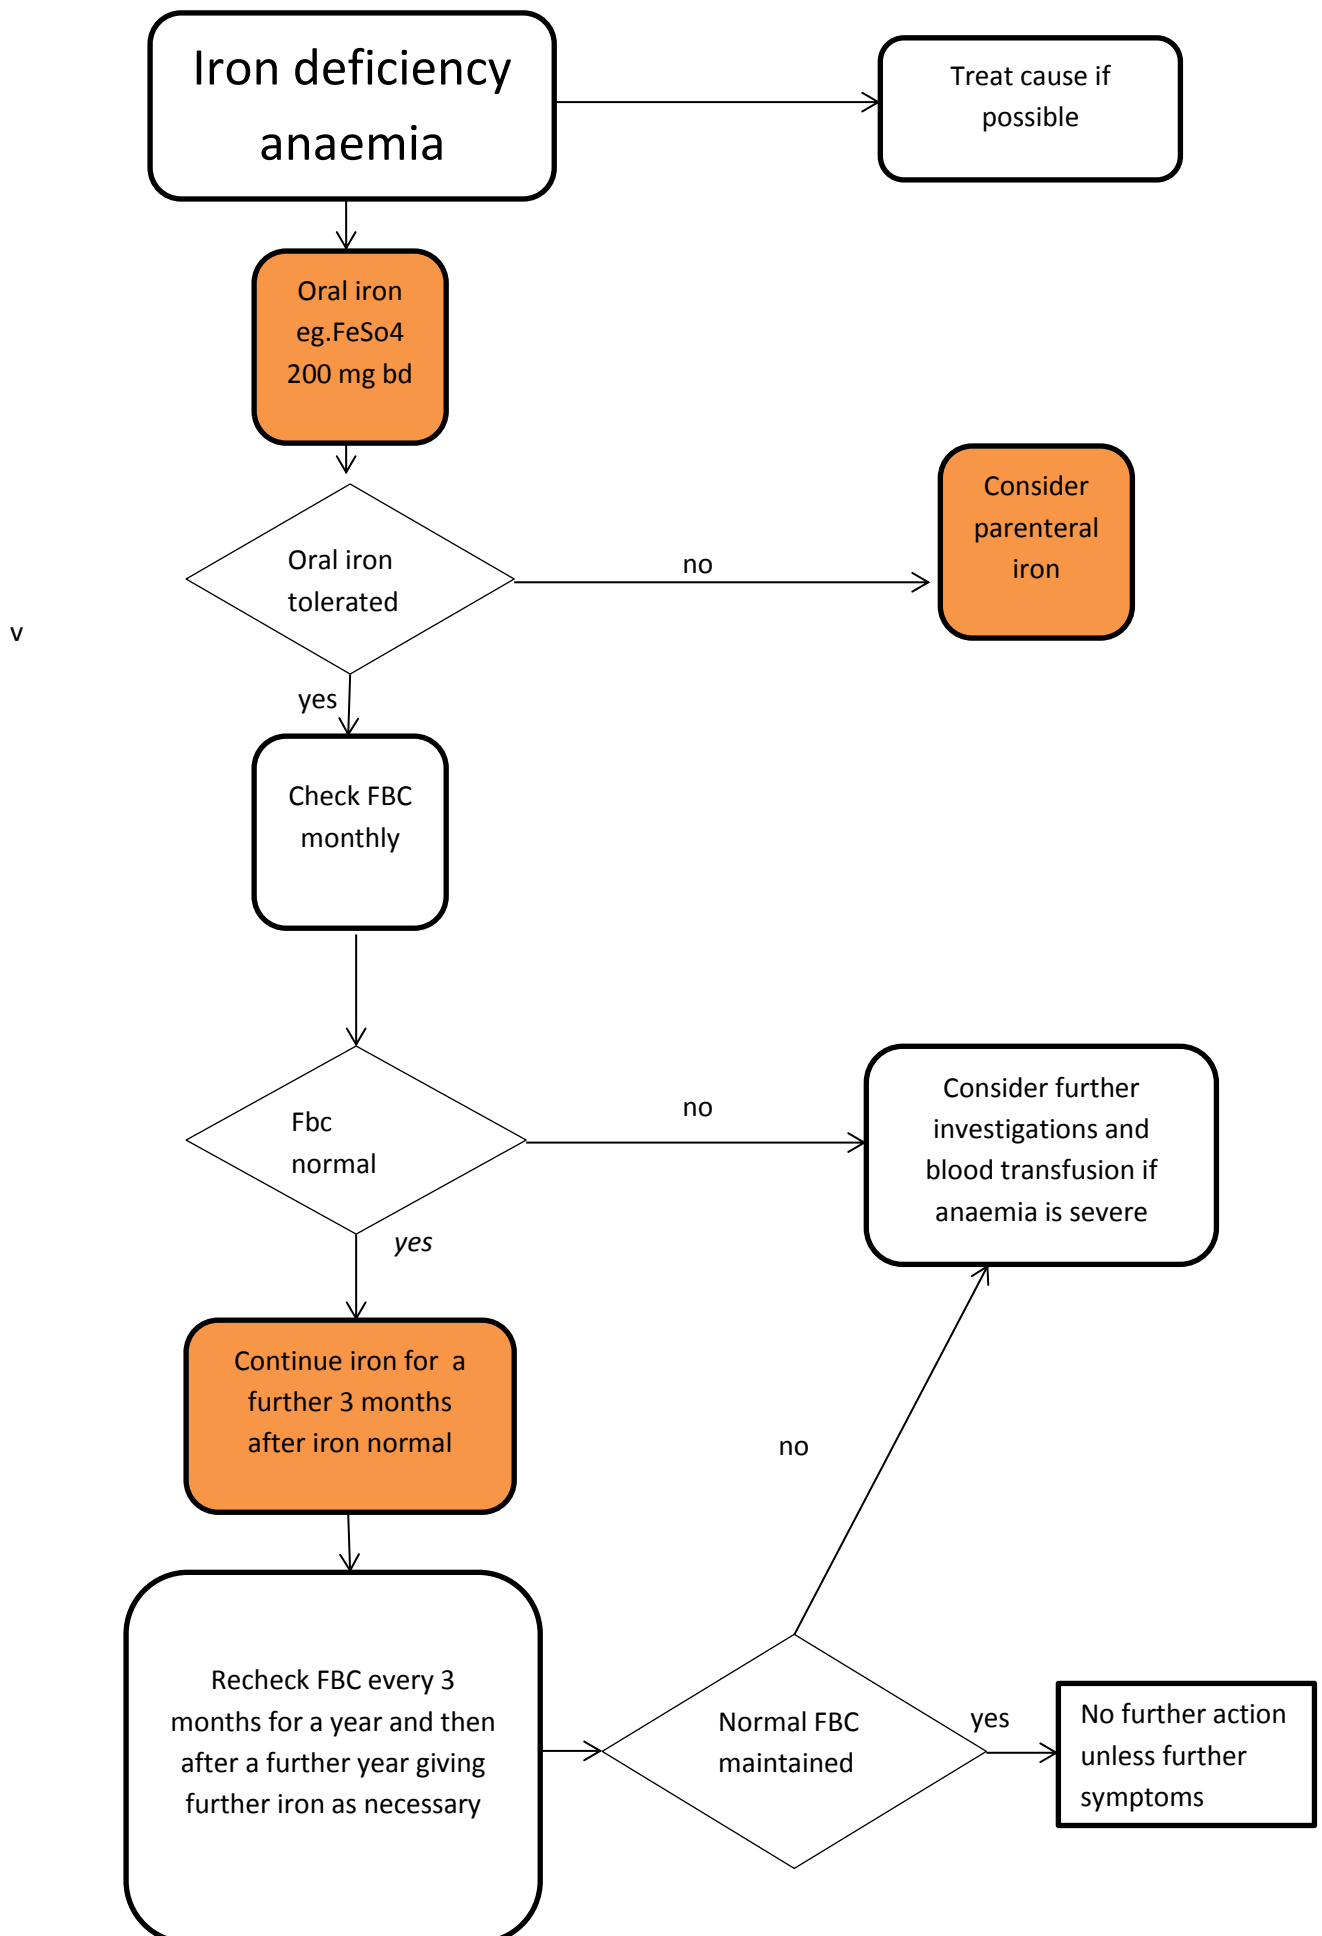 Iron deficiency
anaemia
Treat cause if
possible
Oral iron
eg.FeSo4
200 mg bd
Oral iron
tolerated
no
Consider
parenteral
iron
v
yes
Check FBC
monthly
Fbc
normal
no
Consider further
investigations and
blood transfusion if
anaemia is severe
yes
Continue iron for a
further 3 months
after iron normal
no
Recheck FBC every 3
months for a year and then
after a further year giving
further iron as necessary
Normal FBC
maintained
yes
No further action
unless further
symptoms